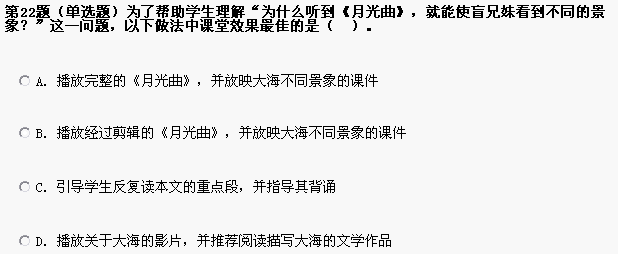 第22题（单选题）为了帮助学生理解“为什么听到《月光曲》，就能使盲兄妹看到不同的景
象？”这一问题，以下做法中课堂效果最佳的是（ ）。
A. 播放完整的《月光曲》，并放映大海不同景象的课件
B. 播放经过剪辑的《月光曲》，并放映大海不同景象的课件
C. 引导学生反复读本文的重点段，并指导其背诵
D. 播放关于大海的影片，并推荐阅读描写大海的文学作品